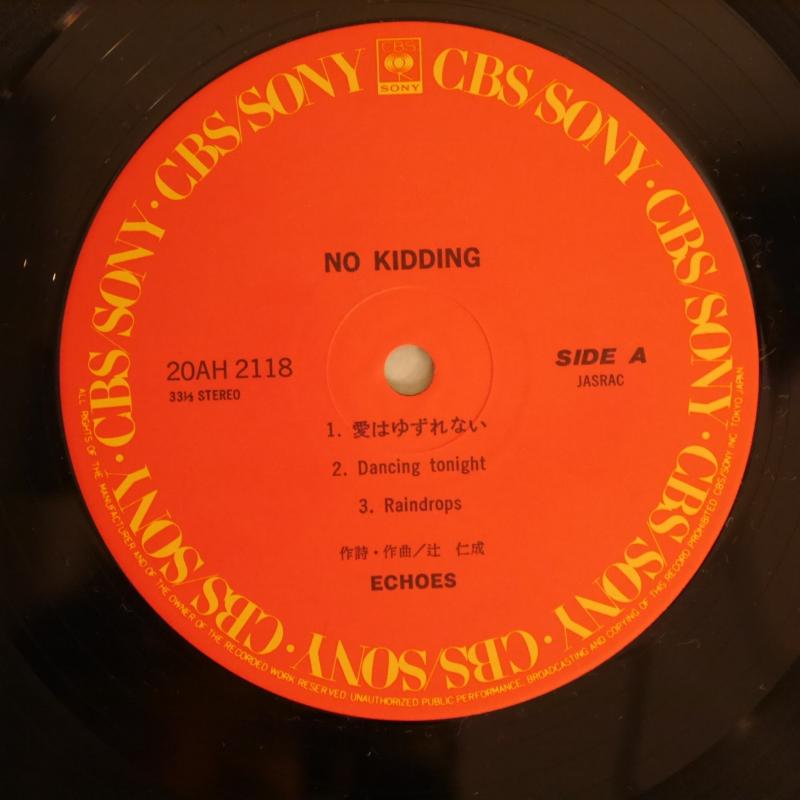 CBS/SONY · CBS/SONY · CBS/SONY · CBS/SONY · CBS/SONY · CBS/SONY · CBS/SONY · CBS/SONY · CBS/SONY
CBS
SONY
NO KIDDING
20AH 2118
33⅓ STEREO
SIDE A
JASRAC
1. 愛はゆずれない
2. Dancing tonight
3. Raindrops
作詩・作曲/辻 仁成
ECHOES
ALL RIGHTS OF THE MANUFACTURER AND OF THE OWNER OF THE RECORDED WORK RESERVED. UNAUTHORIZED PUBLIC PERFORMANCE, BROADCASTING AND COPYING OF THIS RECORD PROHIBITED CBS/SONY INC. TOKYO JAPAN